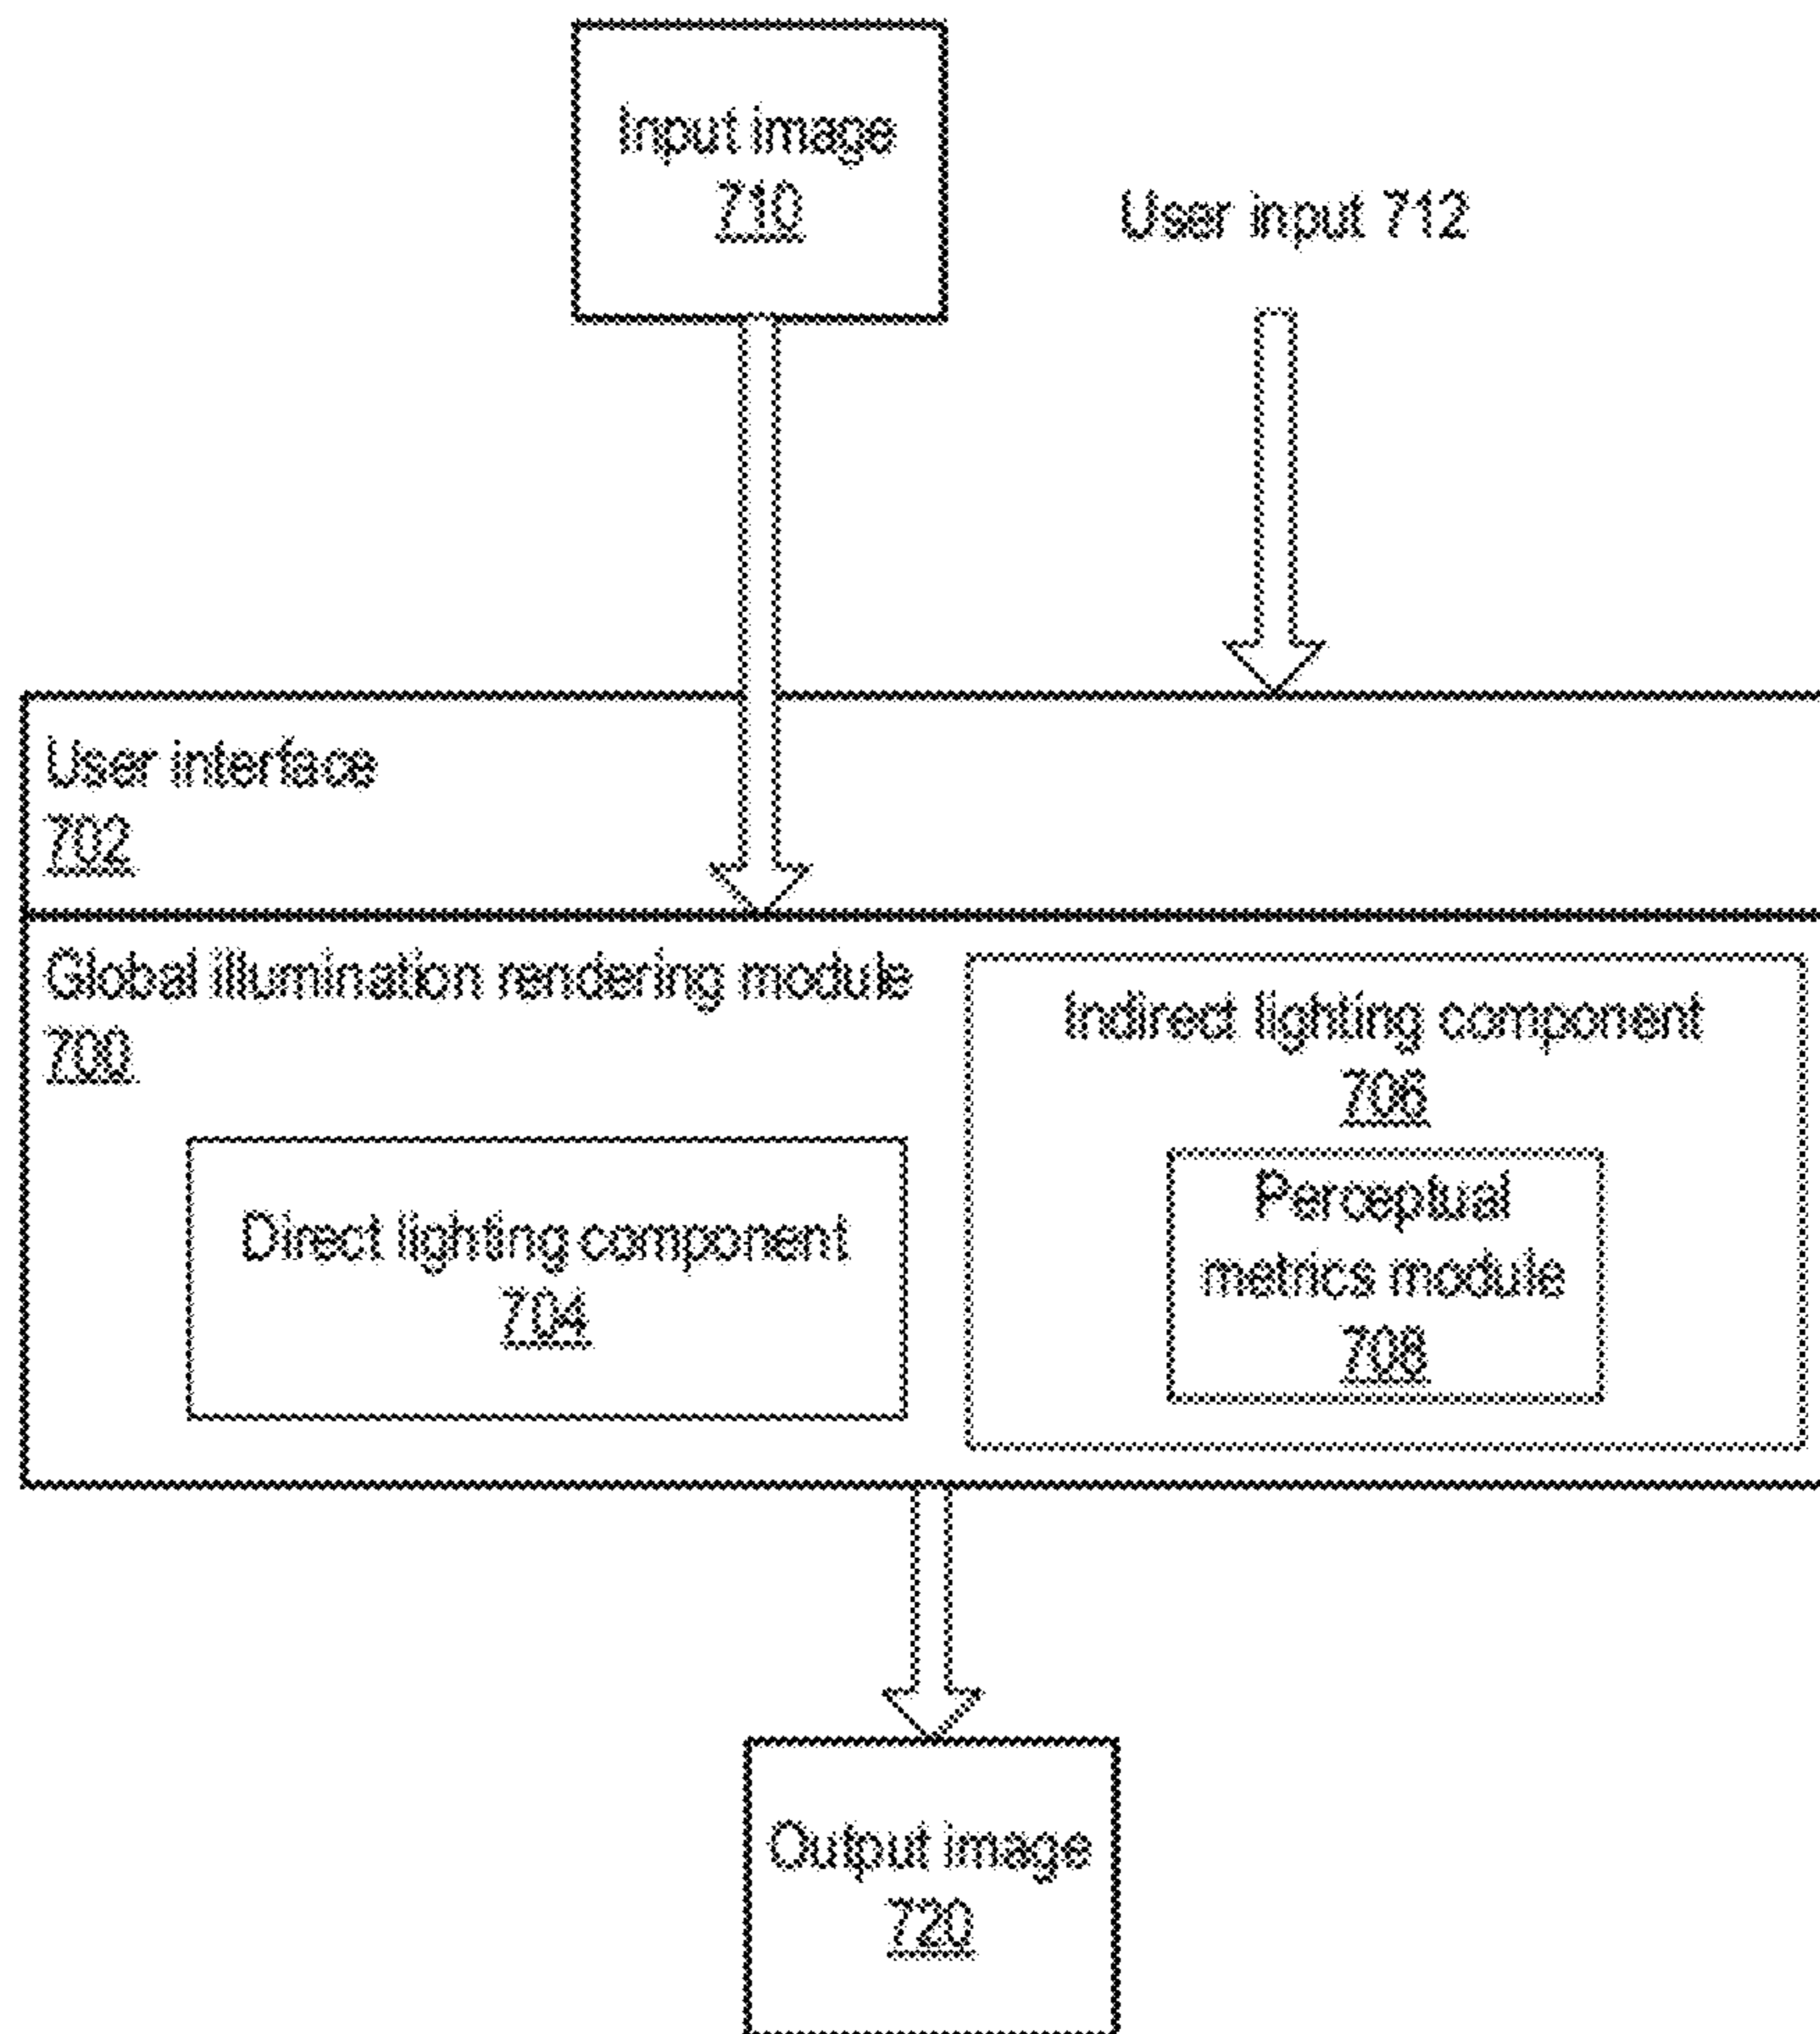 Input image
710
User input 712
User interface
702
Global illumination rendering module
700
Indirect lighting component
706
Perceptual
metrics module
708
Direct lighting component
704
Output image
720